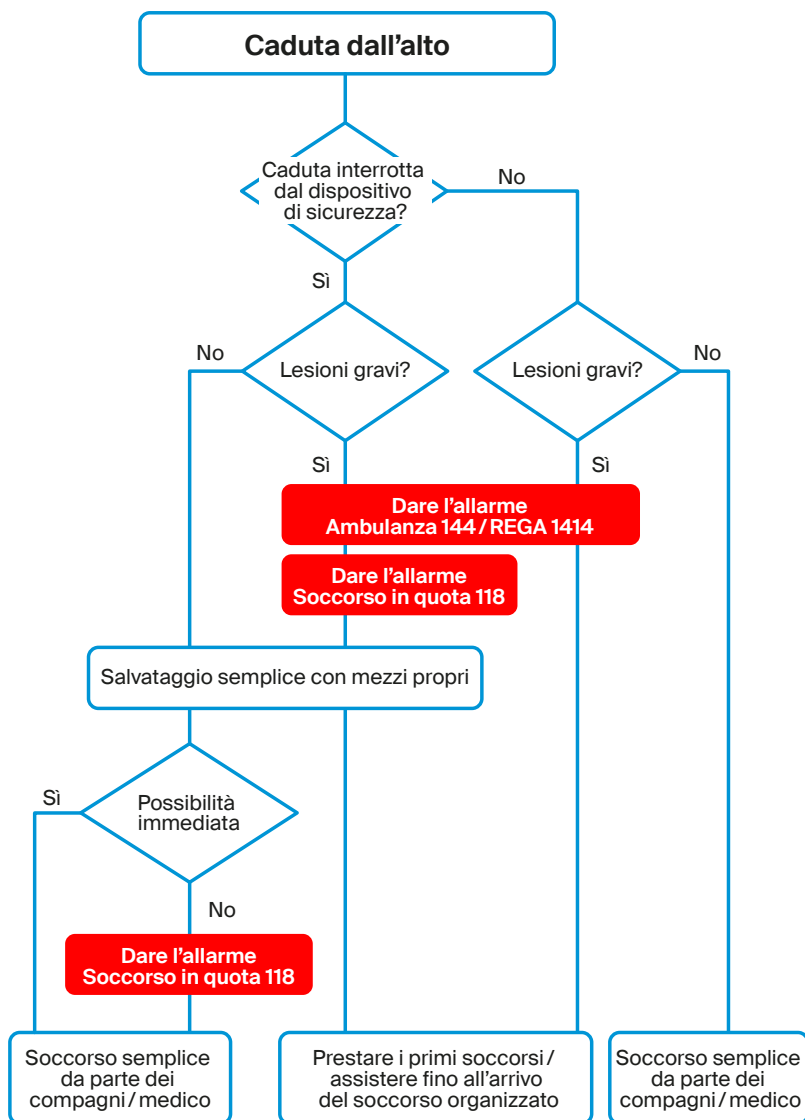 Caduta dall'alto
Caduta interrotta
dal dispositivo
di sicurezza?
No
Sì
No
Lesioni gravi?
Lesioni gravi?
No
Sì
Sì
Dare l'allarme
Ambulanza 144 / REGA 1414
Dare l'allarme
Soccorso in quota 118
Salvataggio semplice con mezzi propri
Sì
Possibilità
immediata
No
Dare l'allarme
Soccorso in quota 118
Soccorso semplice
da parte dei
compagni / medico
Prestare i primi soccorsi /
assistere fino all'arrivo
del soccorso organizzato
Soccorso semplice
da parte dei
compagni / medico